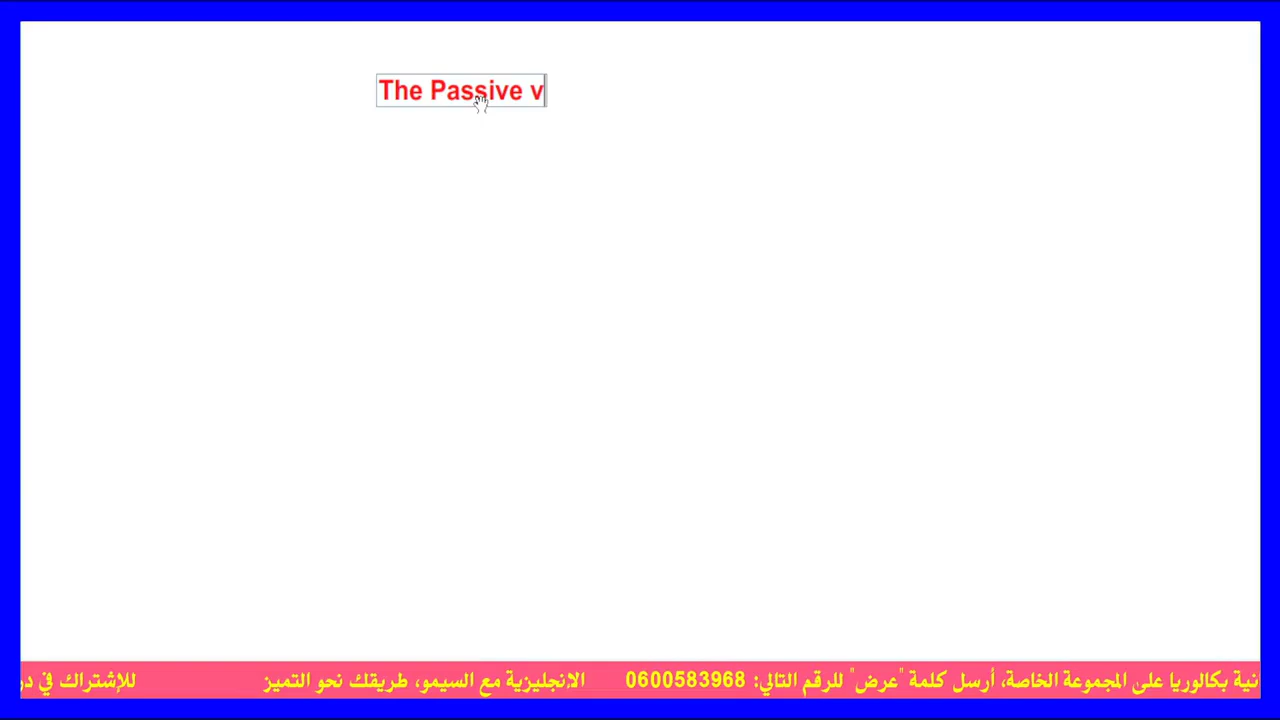 The Passive v
نية بكالوريا على المجموعة الخاصة، أرسل كلمة "عرض" للرقم التالي: 0600583968 الانجليزية مع السيمو، طريقك نحو التميز للإشتراك في در